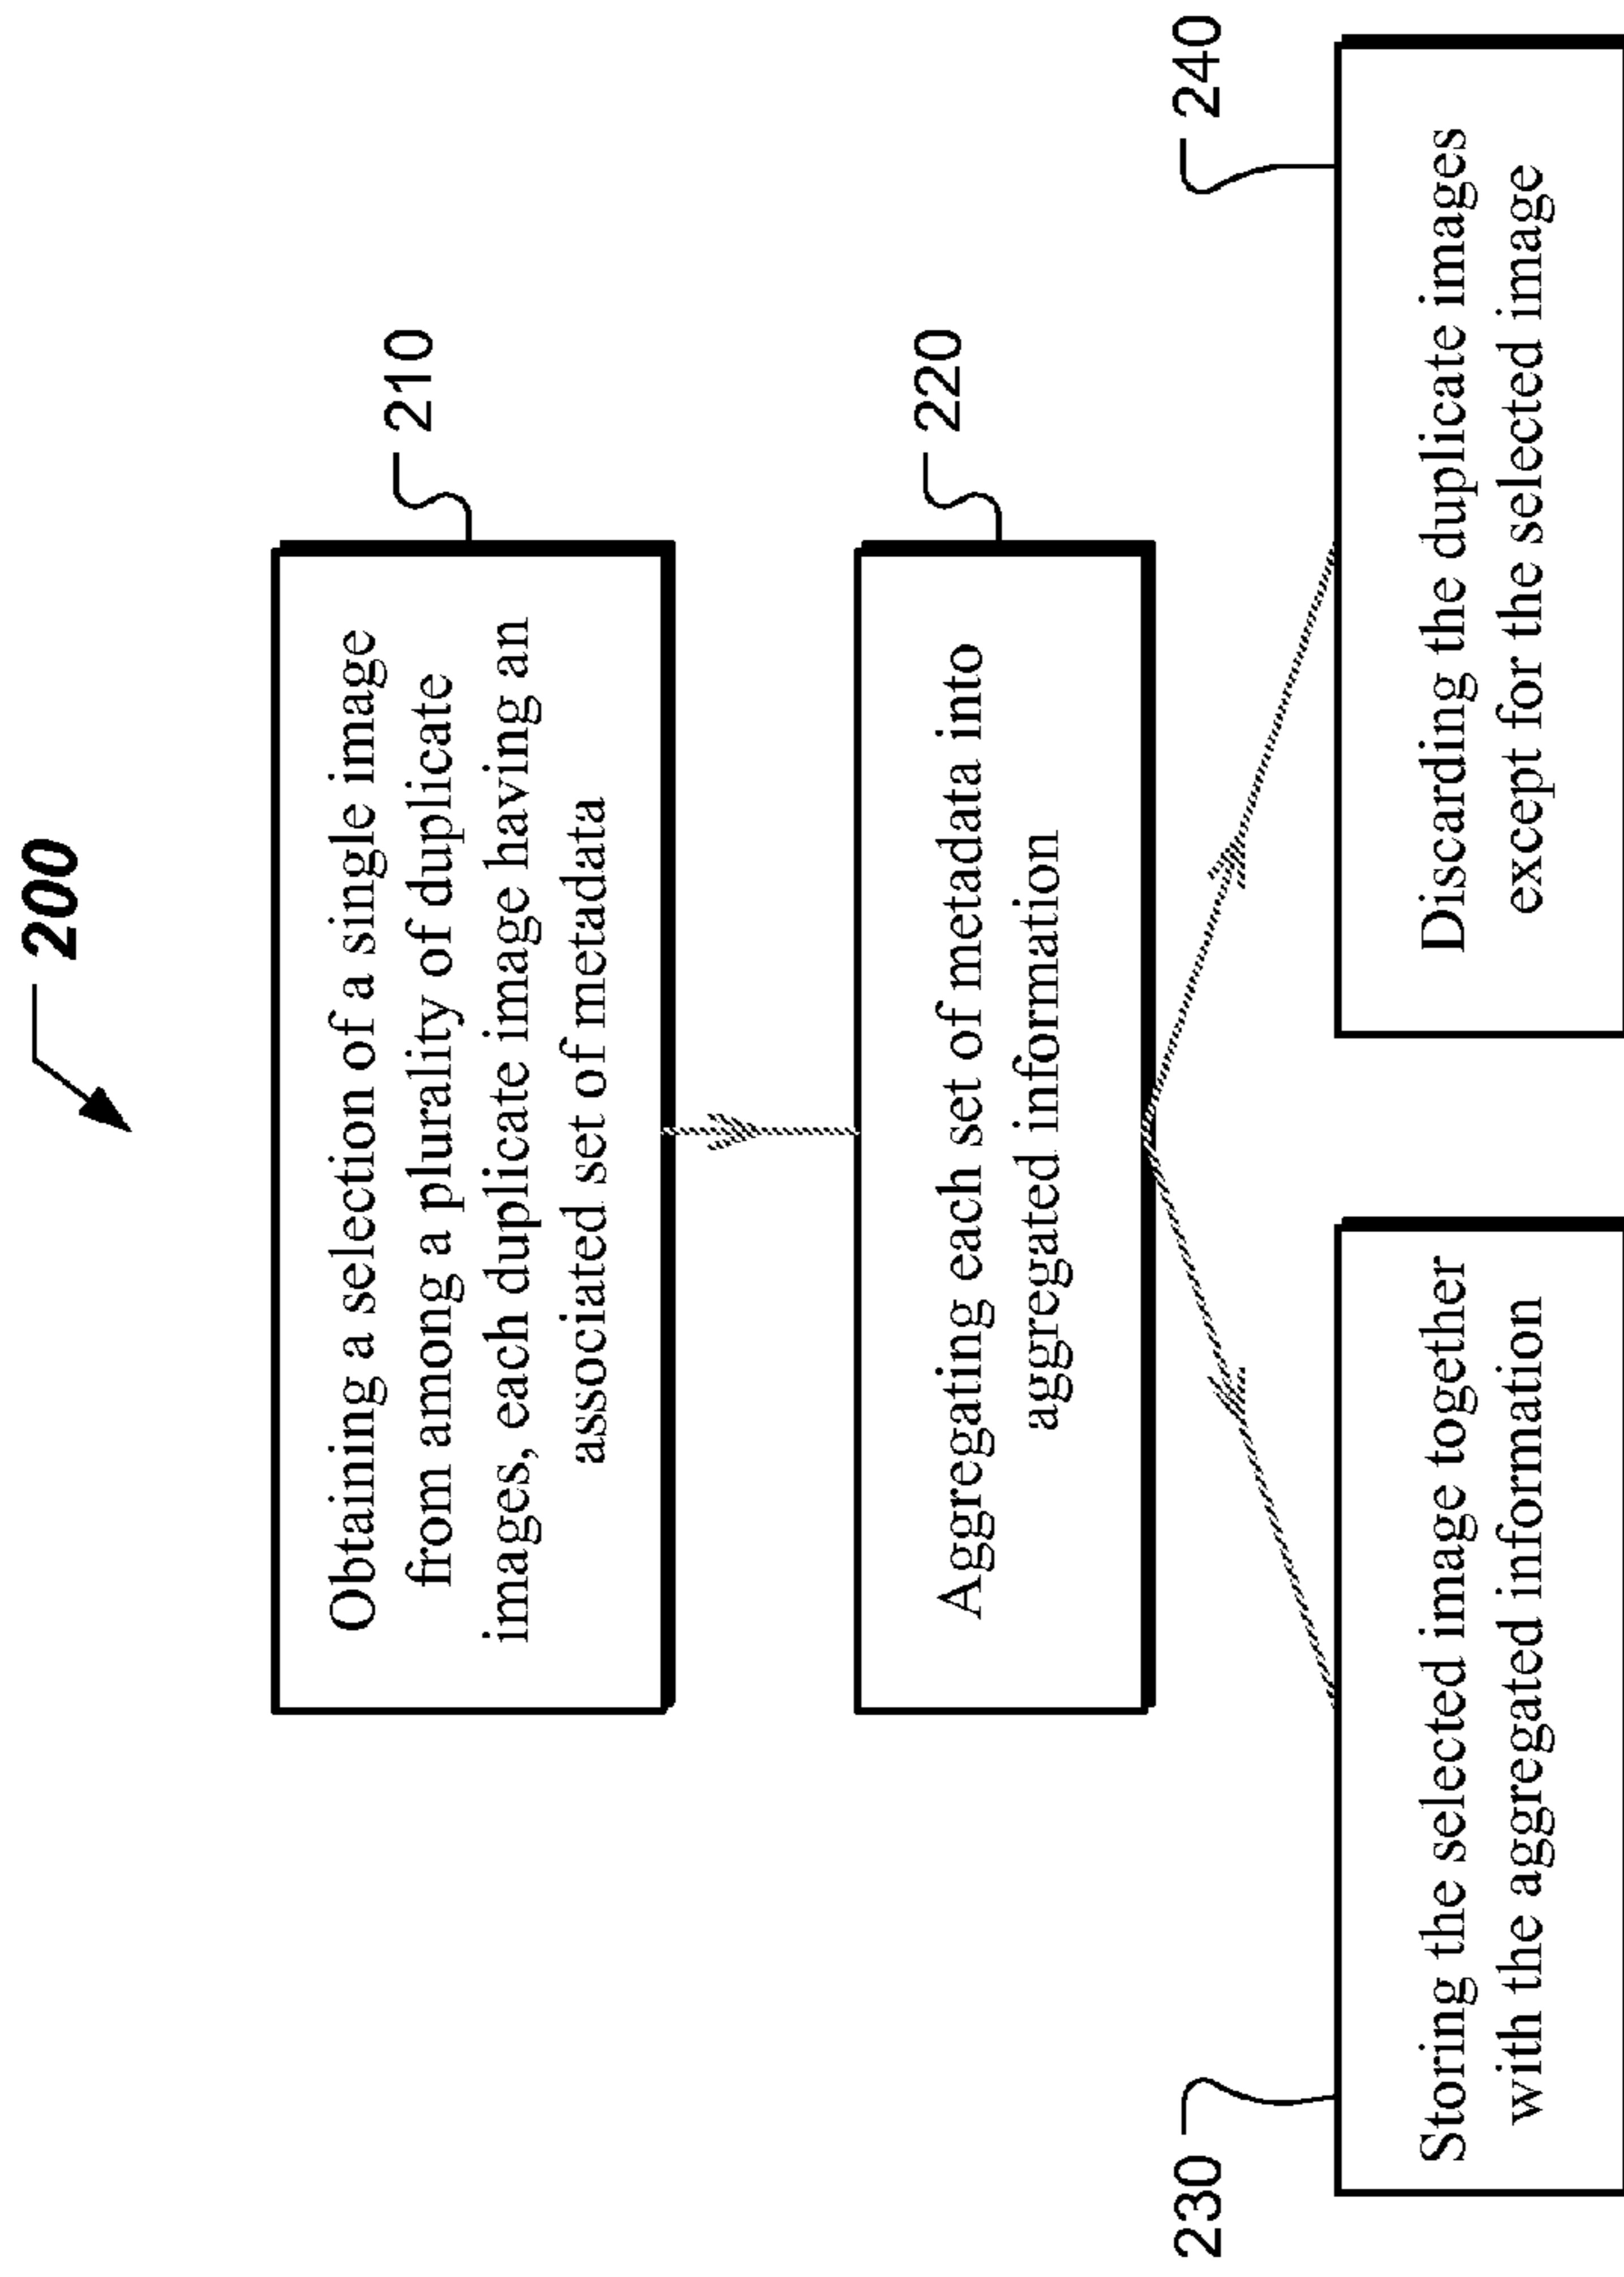 200
Obtaining a selection of a single image
from among a plurality of duplicate
images, each duplicate image having an
associated set of metadata
210
Aggregating each set of metadata into
aggregated information
220
230
Storing the selected image together
with the aggregated information
240
Discarding the duplicate images
except for the selected image